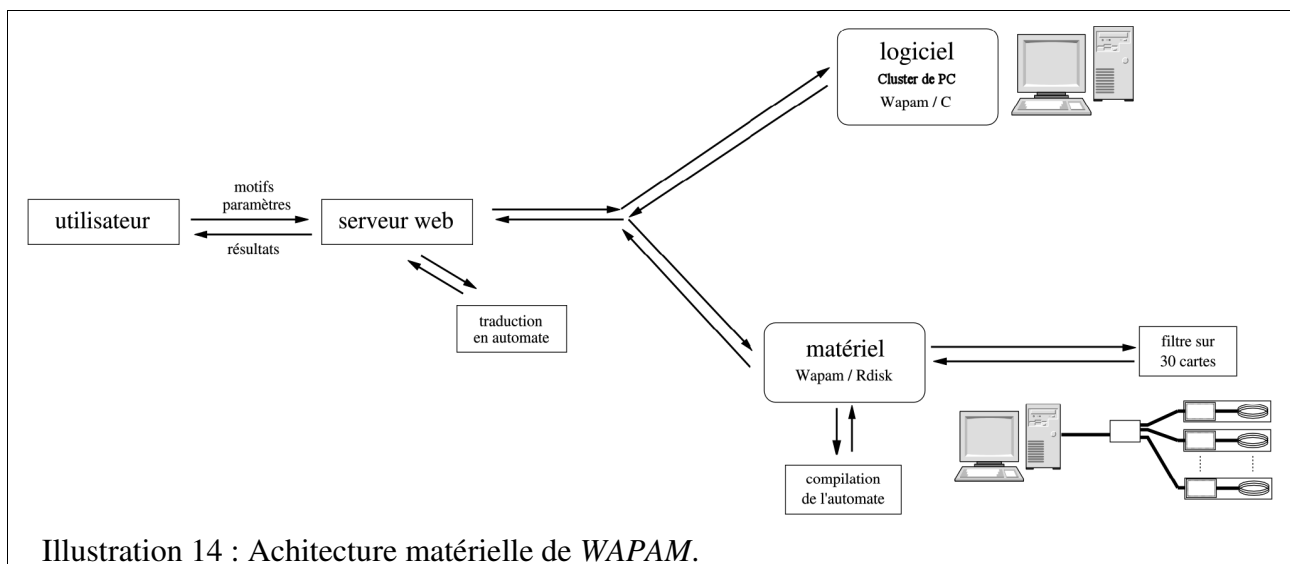 logiciel
Cluster de PC
Wapam / C
motifs
paramètres
utilisateur
serveur web
résultats
traduction
en automate
matériel
Wapam / Rdisk
filtre sur
30 cartes
compilation
de l'automate
Illustration 14 : Achitecture matérielle de WAPAM.